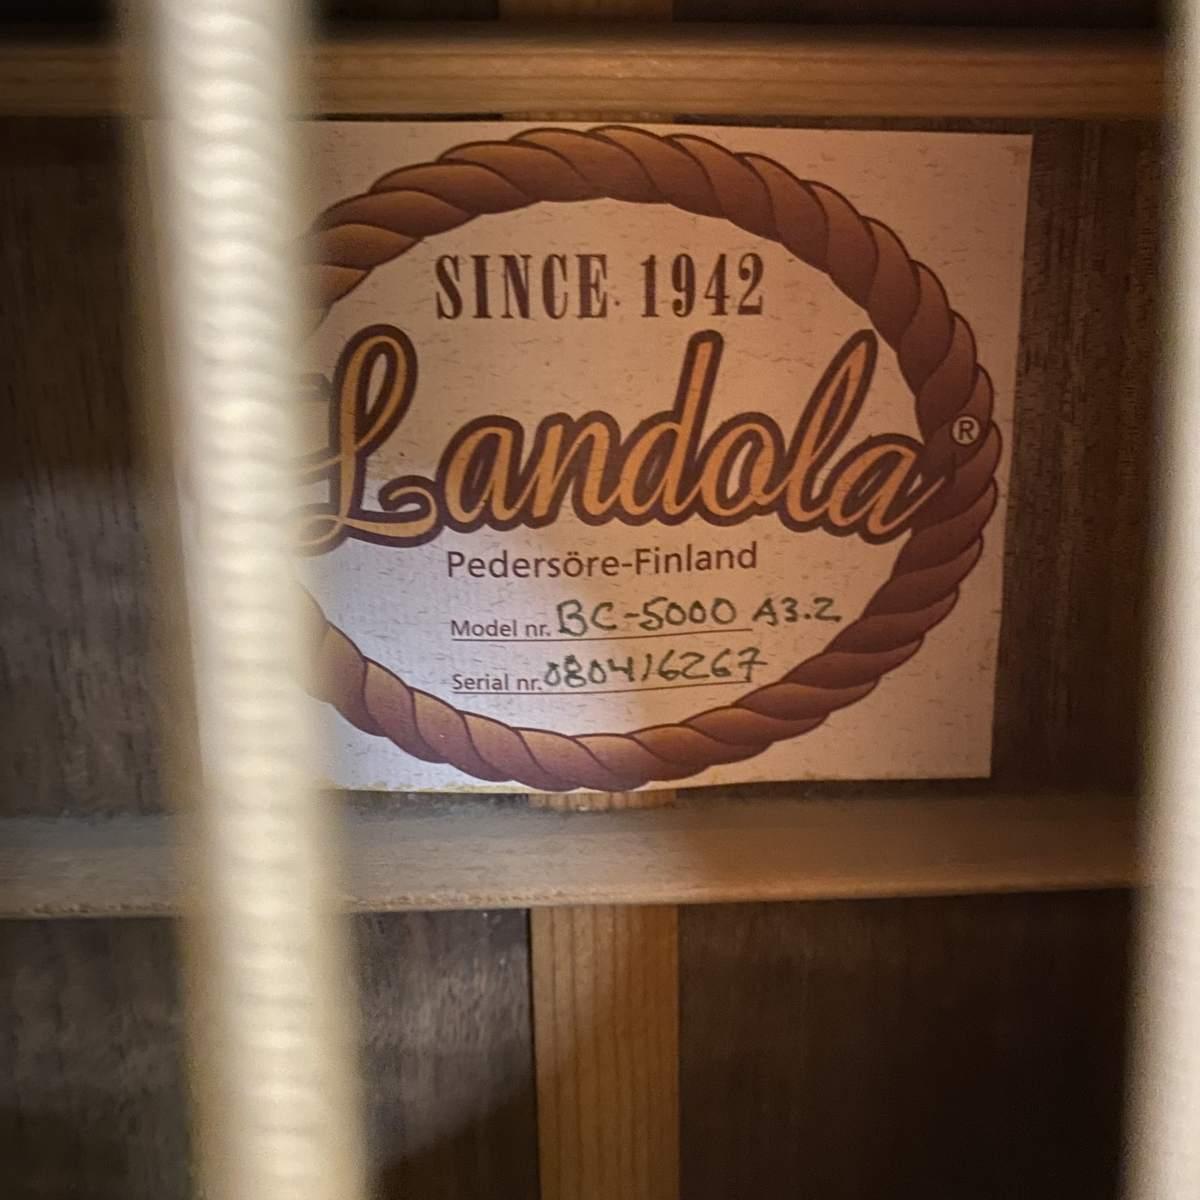 SINCE 1942
Landola®
Pedersöre-Finland
Model nr. BC-5000 A3.2
Serial nr. 080416267